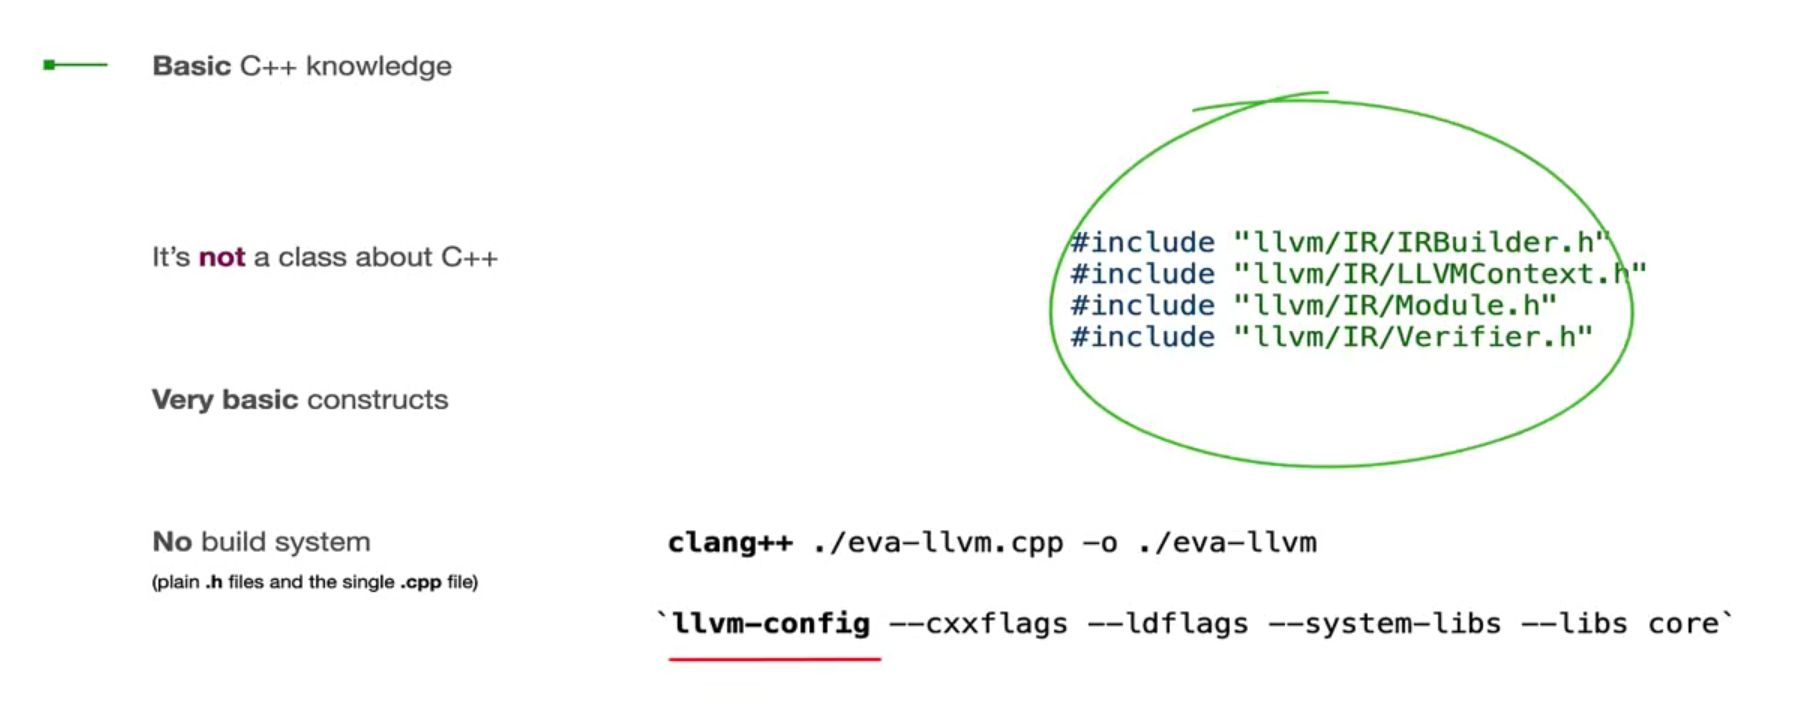 Basic C++ knowledge
It's not a class about C++
#include "llvm/IR/IRBuilder.h"
#include "llvm/IR/LLVMContext.h"
#include "llvm/IR/Module.h"
#include "llvm/IR/Verifier.h"
Very basic constructs
No build system
(plain .h files and the single .cpp file)
clang++ ./eva-llvm.cpp -o ./eva-llvm
`llvm-config --cxxflags --ldflags --system-libs --libs core`